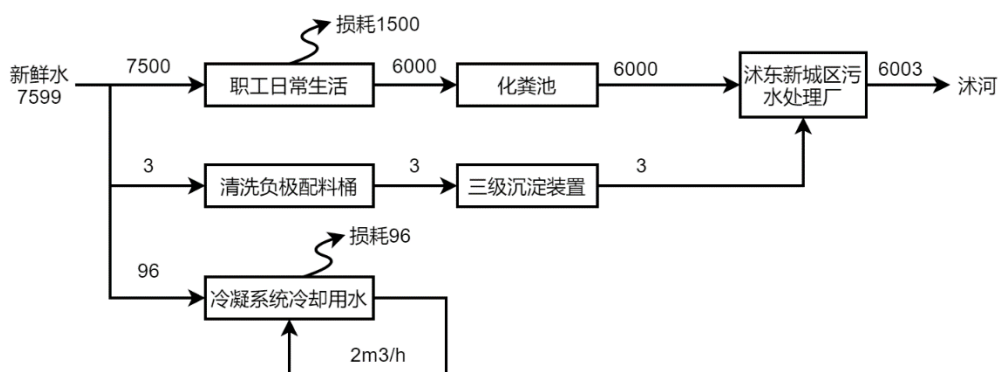 损耗1500
新鲜水
7599
7500
职工日常生活
6000
化粪池
6000
沭东新城区污
水处理厂
6003
沭河
3
清洗负极配料桶
3
三级沉淀装置
3
损耗96
96
冷凝系统冷却用水
2m3/h